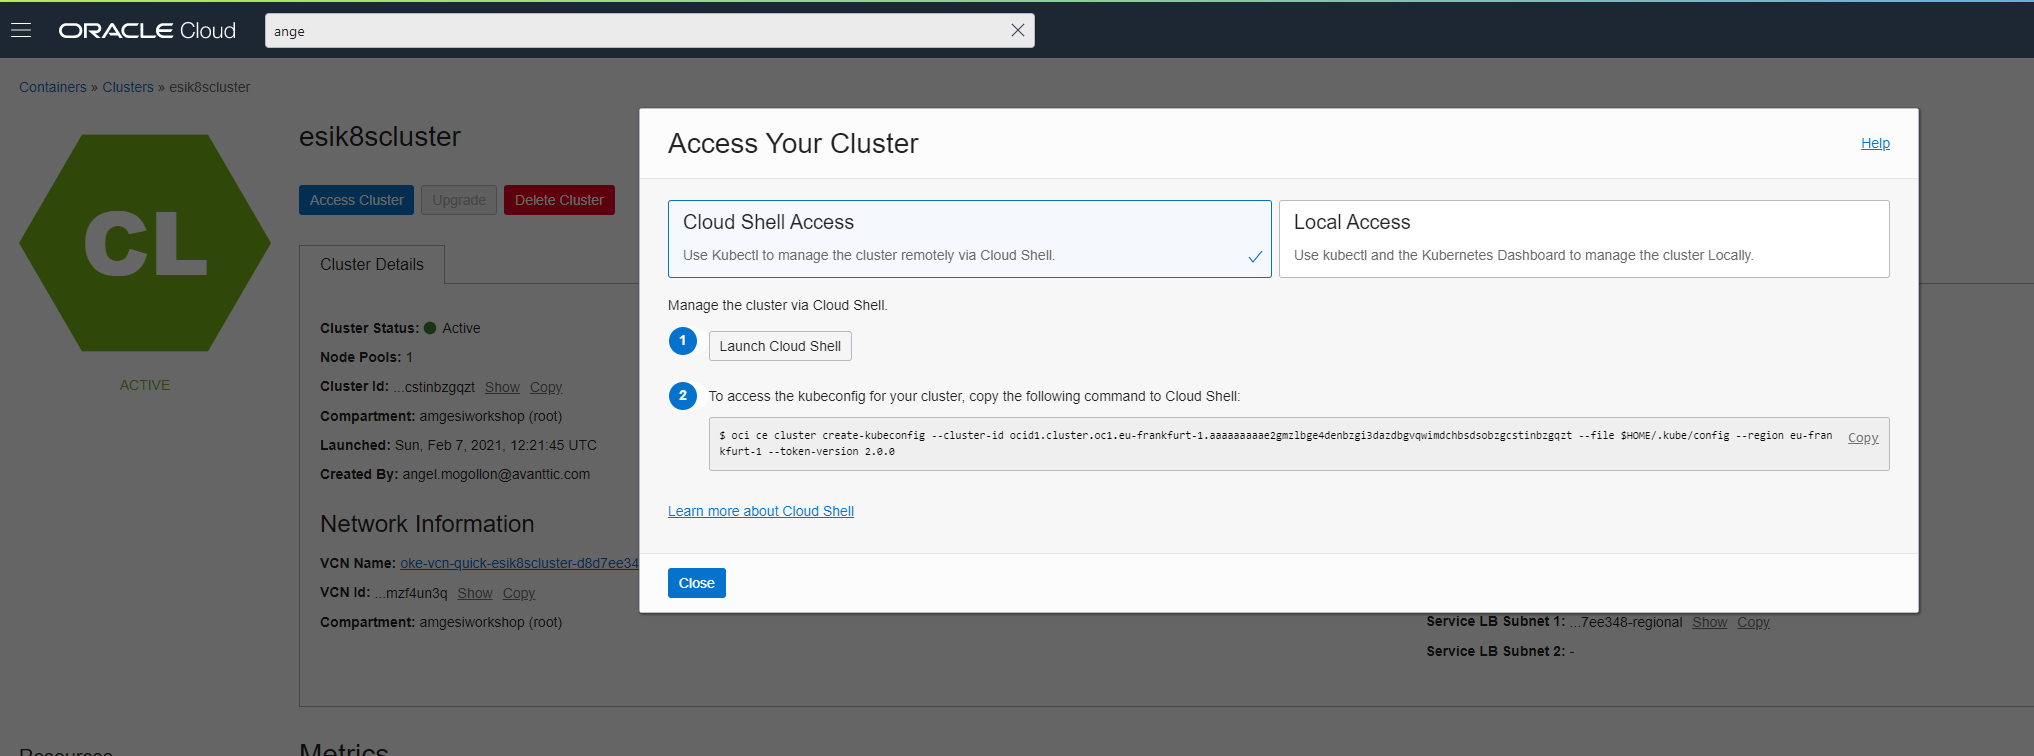 ORACLE Cloud
ange
Containers » Clusters » esik8scluster
CL
ACTIVE
esik8scluster
Access Cluster Upgrade Delete Cluster
Cluster Details
Cluster Status: Active
Node Pools: 1
Cluster Id: ...cstinbzgqzt Show Copy
Compartment: amgesiworkshop (root)
Launched: Sun, Feb 7, 2021, 12:21:45 UTC
Created By: angel.mogollon@avanttic.com
Network Information
VCN Name: oke-vcn-quick-esik8scluster-d8d7ee34
VCN Id: ...mzf4un3q Show Copy
Compartment: amgesiworkshop (root)
Access Your Cluster
Help
Cloud Shell Access
Use Kubectl to manage the cluster remotely via Cloud Shell.
Local Access
Use kubectl and the Kubernetes Dashboard to manage the cluster Locally.
Manage the cluster via Cloud Shell.
1 Launch Cloud Shell
2 To access the kubeconfig for your cluster, copy the following command to Cloud Shell:
$ oci ce cluster create-kubeconfig --cluster-id ocid1.cluster.oc1.eu-frankfurt-1.aaaaaaaaae2gmzlbge4denbzgi3dazdbgvqwimdchbsdsobzgcstinbzgqzt --file $HOME/.kube/config --region eu-fran
kfurt-1 --token-version 2.0.0
Copy
Learn more about Cloud Shell
Close
Service LB Subnet 1: ...7ee348-regional Show Copy
Service LB Subnet 2: -
Resources
Metrics